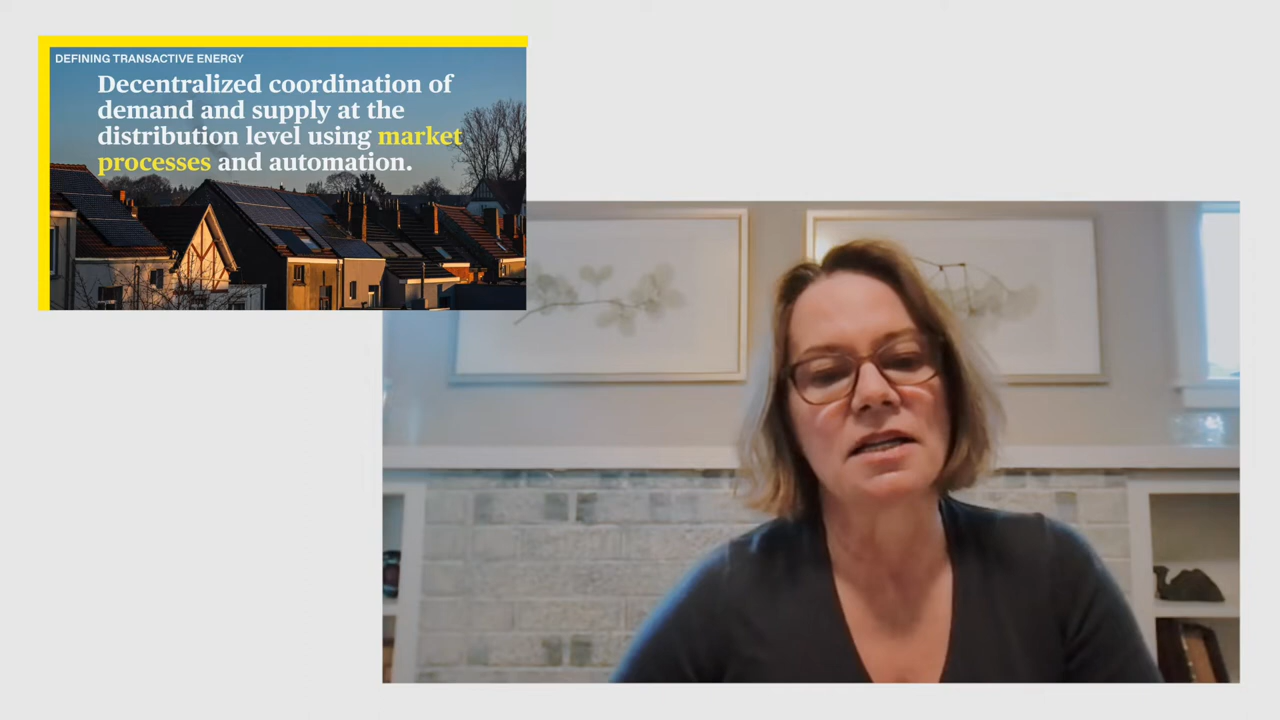 DEFINING TRANSACTIVE ENERGY
Decentralized coordination of
demand and supply at the
distribution level using market
processes and automation.